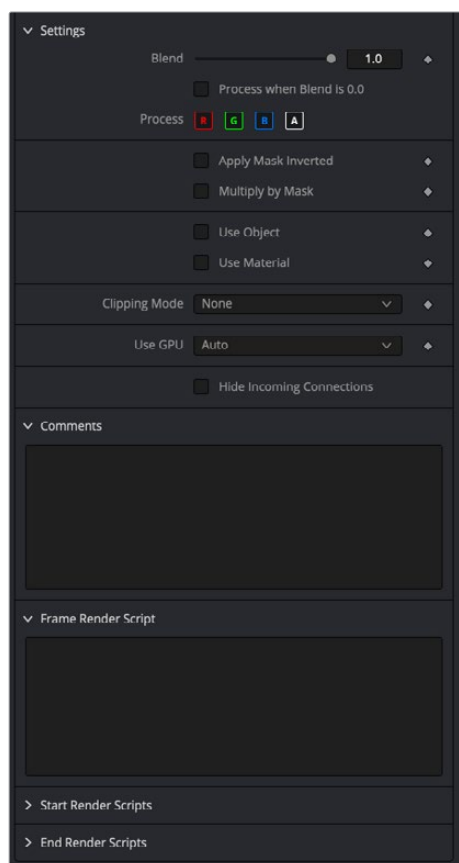 Settings
Blend 1.0
Process when Blend is 0.0
Process R G B A
Apply Mask Inverted
Multiply by Mask
Use Object
Use Material
Clipping Mode None
Use GPU Auto
Hide Incoming Connections
Comments
Frame Render Script
Start Render Scripts
End Render Scripts